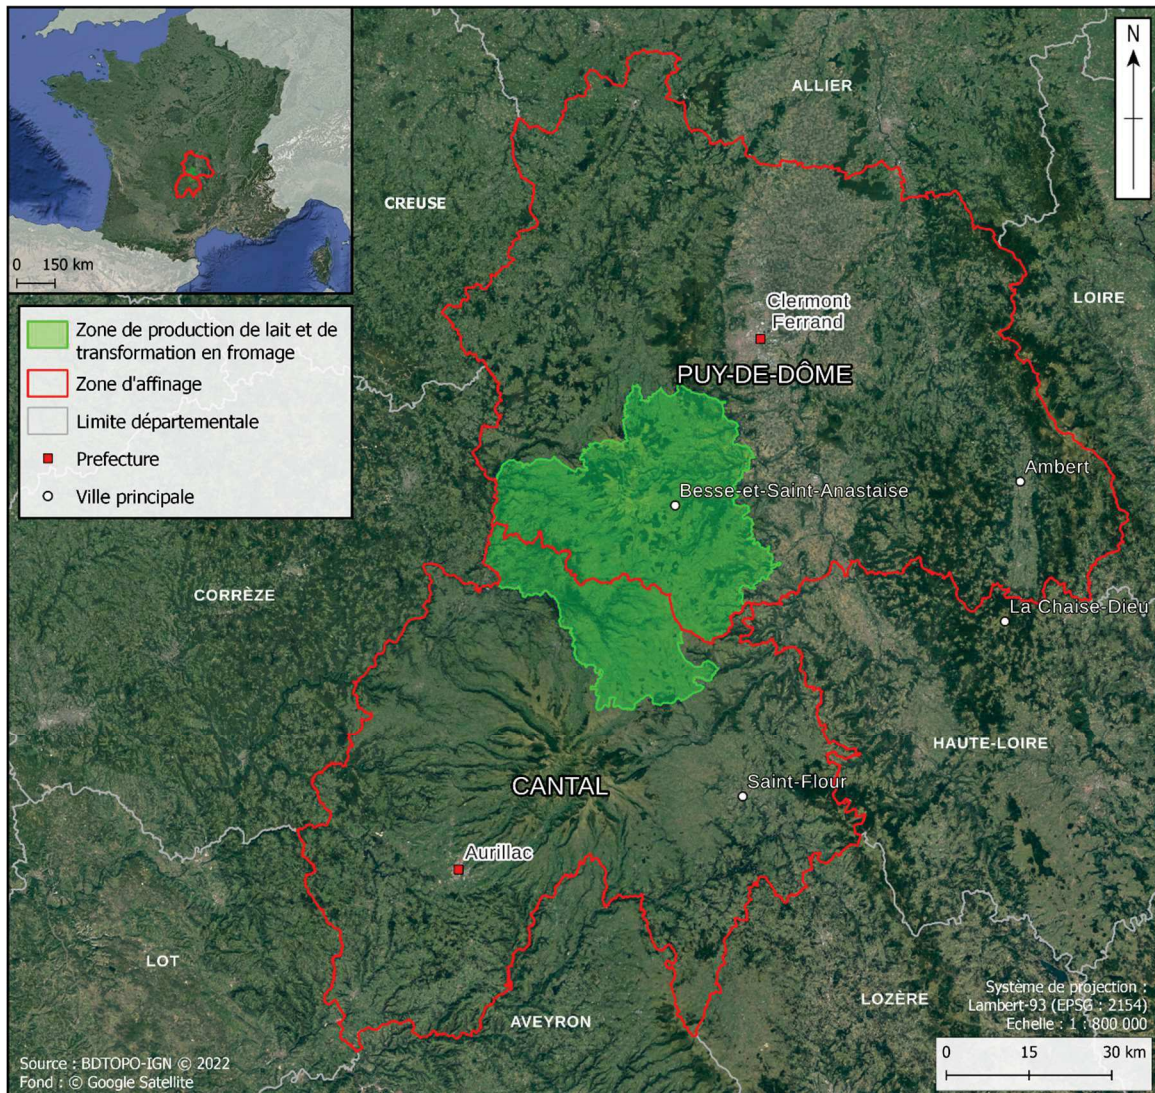 0 150 km
Zone de production de lait et de
transformation en fromage
Zone d'affinage
Limite départementale
Prefecture
Ville principale
N
ALLIER
CREUSE
LOIRE
Clermont
Ferrand
PUY-DE-DÔME
Ambert
Besse-et-Saint-Anastaise
CORRÈZE
La Chaise-Dieu
HAUTE-LOIRE
CANTAL
Saint-Flour
Aurillac
LOT
AVEYRON
LOZÈRE
Système de projection :
Lambert-93 (EPSG : 2154)
Echelle : 1 : 800 000
0 15 30 km
Source : BDTOPO-IGN © 2022
Fond : © Google Satellite